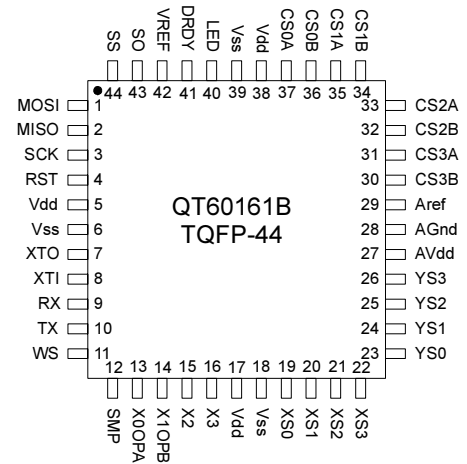 SS SO VREF DRDY LED Vss Vdd CS0A CS0B CS1A CS1B
44 43 42 41 40 39 38 37 36 35 34
MOSI 1 33 CS2A
MISO 2 32 CS2B
SCK 3 31 CS3A
RST 4 30 CS3B
Vdd 5 29 Aref
Vss 6 28 AGnd
XTO 7 27 AVdd
XTI 8 26 YS3
RX 9 25 YS2
TX 10 24 YS1
WS 11 23 YS0
QT60161B
TQFP-44
12 13 14 15 16 17 18 19 20 21 22
SMP X0OPA X1OPB X2 X3 Vdd Vss XS0 XS1 XS2 XS3